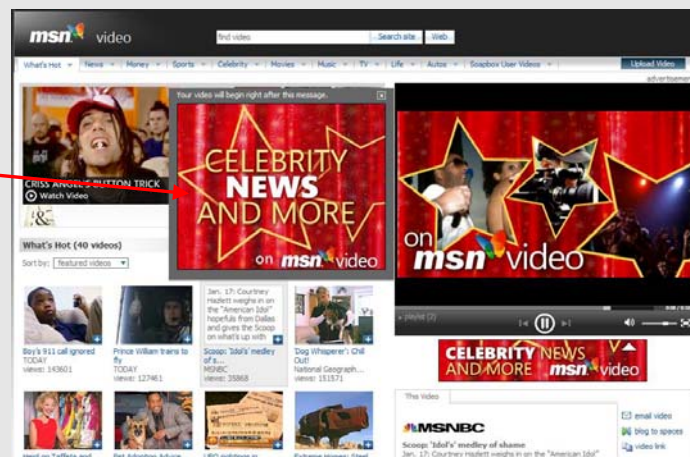 msn video
find video
Search site
Web
What's Hot
News
Money
Sports
Celebrity
Movies
Music
TV
Life
Autos
Soapbox User Videos
Upload Video
advertisement
Your video will begin right after this message.
CELEBRITY
NEWS
AND MORE
on msn video
CRISS ANGEL'S BUTTON TRICK
Watch Video
A&E
on
msn video
What's Hot (40 videos)
Sort by: featured videos
Jan. 17: Courtney
Hazlett weighs in on
the "American Idol"
hopefuls from Dallas
and gives the Scoop
on what's up with
Boy's 911 call ignored
TODAY
views: 143601
Prince William trains to
fly
TODAY
views: 127461
Scoop: 'Idol's' medley
of s...
MSNBC
views: 35868
'Dog Whisperer': Chill
Out!
National Geograph...
views: 151571
playlist (2)
CELEBRITY NEWS
AND MORE msn video
This Video
MSNBC
Scoop: 'Idol's' medley of shame
Jan. 17: Courtney Hazlett weighs in on the "American Idol"
email video
blog to spaces
video link
Pet Adoption Advice
Extreme Homes: Steel